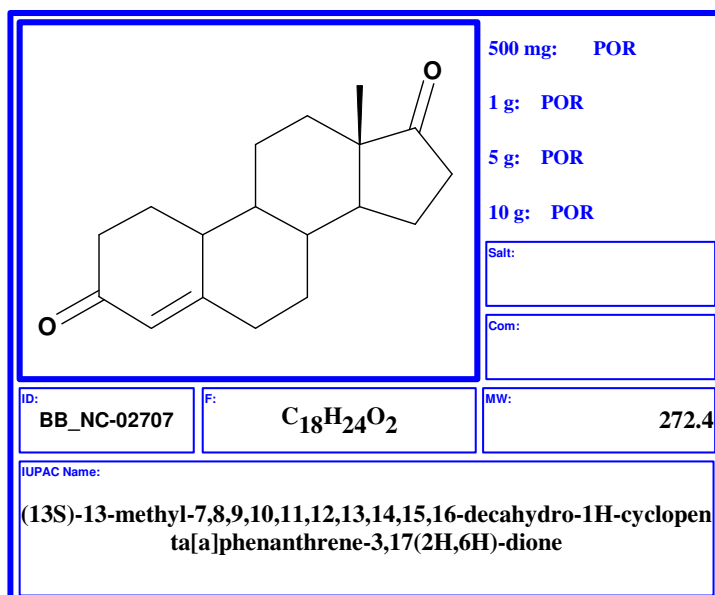 O
O
500 mg: POR
1 g: POR
5 g: POR
10 g: POR
Salt:
Com:
ID:
BB_NC-02707
F:
C18H24O2
MW:
272.4
IUPAC Name:
(13S)-13-methyl-7,8,9,10,11,12,13,14,15,16-decahydro-1H-cyclopen
ta[a]phenanthrene-3,17(2H,6H)-dione